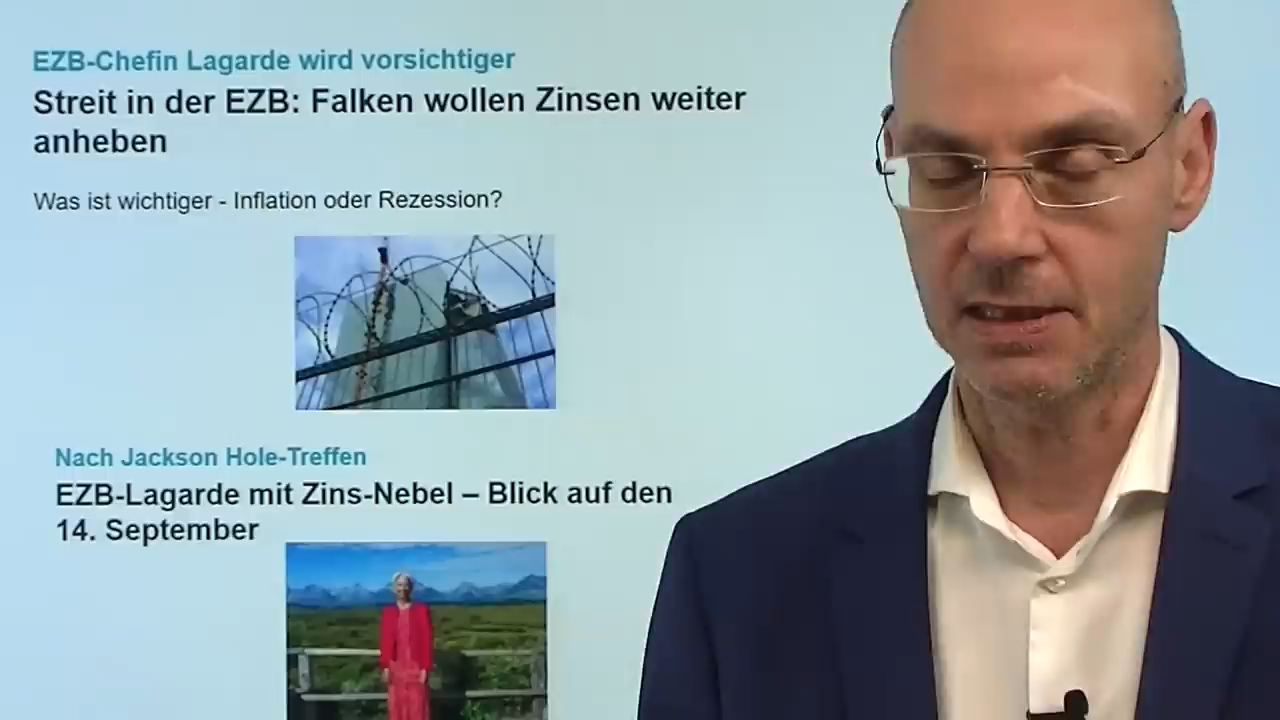 EZB-Chefin Lagarde wird vorsichtiger
Streit in der EZB: Falken wollen Zinsen weiter
anheben
Was ist wichtiger - Inflation oder Rezession?
Nach Jackson Hole-Treffen
EZB-Lagarde mit Zins-Nebel – Blick auf den
14. September